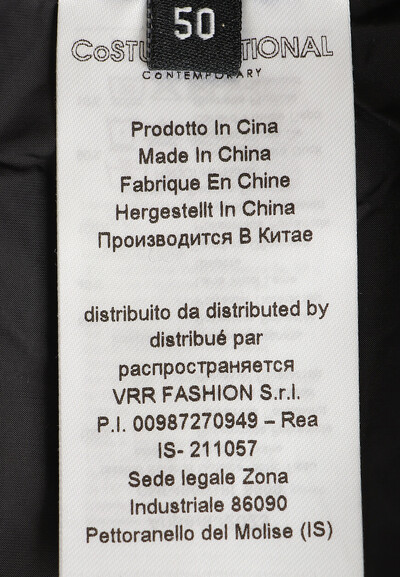 50
CONTEMPORARY
Prodotto In Cina
Made In China
Fabrique En Chine
Hergestellt In China
Производится В Китае
distribuito da distributed by
distribué par
распространяется
VRR FASHION S.r.l.
P.I. 00987270949 – Rea
IS- 211057
Sede legale Zona
Industriale 86090
Pettoranello del Molise (IS)